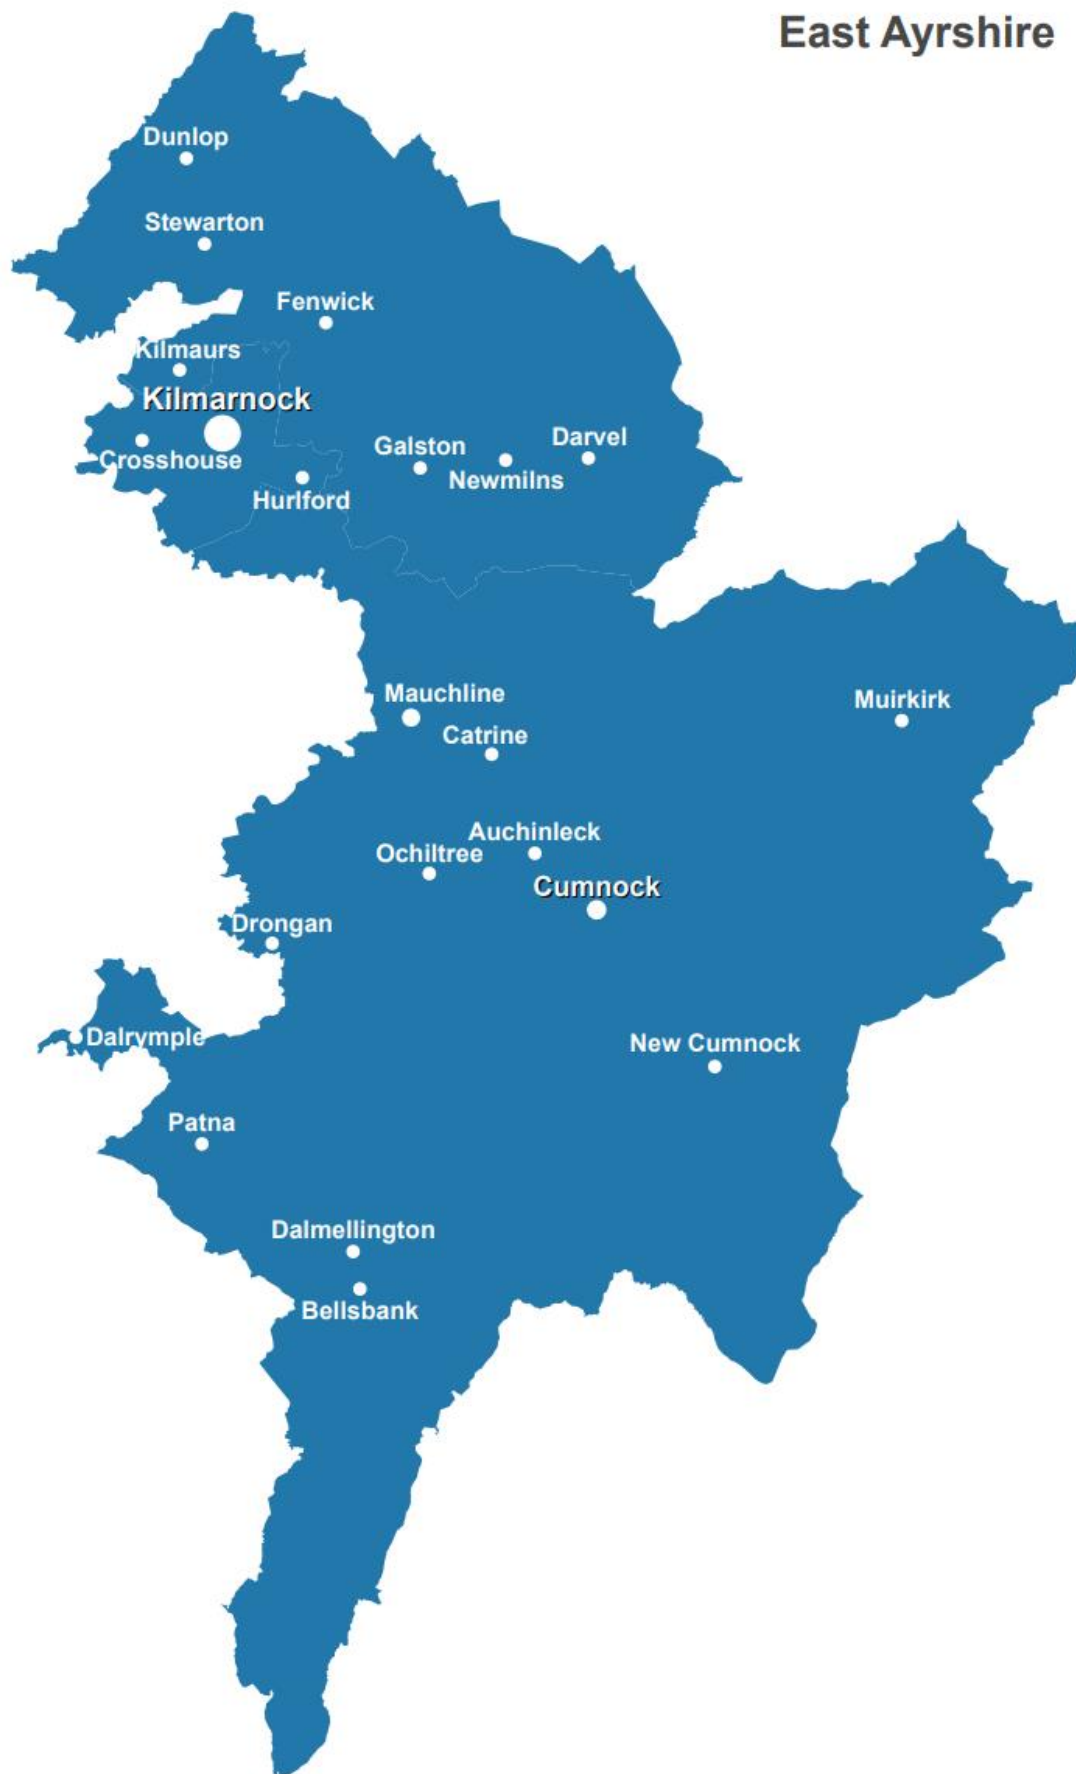 East Ayrshire
Dunlop
Stewarton
Fenwick
Kilmaurs
Kilmarnock
Galston
Darvel
Crosshouse
Newmilns
Hurlford
Mauchline
Muirkirk
Catrine
Auchinleck
Ochiltree
Cumnock
Drongan
Dalrymple
New Cumnock
Patna
Dalmellington
Bellsbank